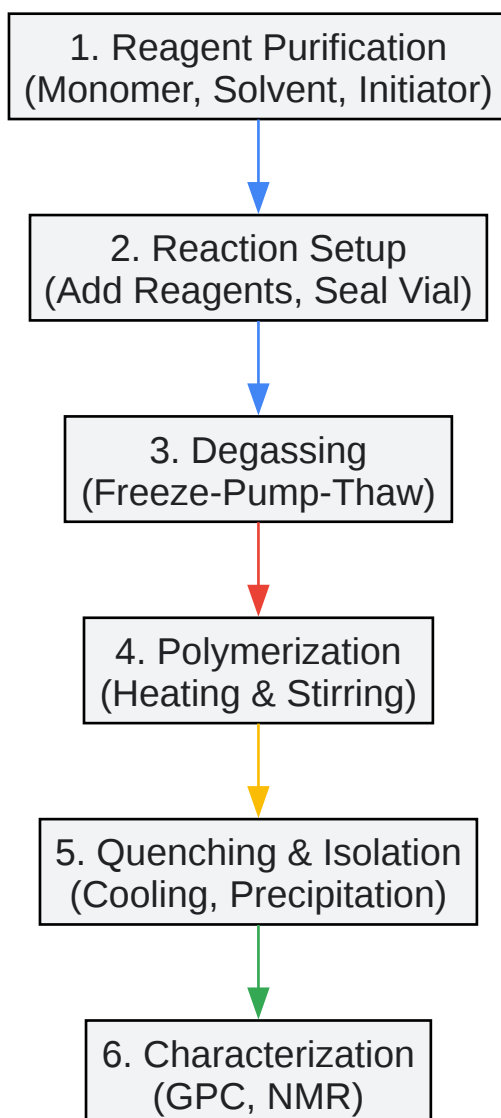 1. Reagent Purification
(Monomer, Solvent, Initiator)
2. Reaction Setup
(Add Reagents, Seal Vial)
3. Degassing
(Freeze-Pump-Thaw)
4. Polymerization
(Heating & Stirring)
5. Quenching & Isolation
(Cooling, Precipitation)
6. Characterization
(GPC, NMR)